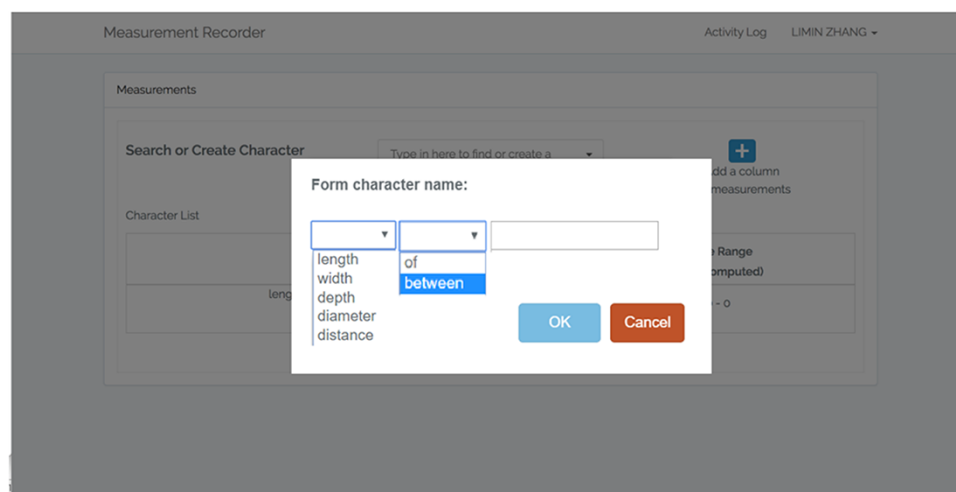 Measurement Recorder
Activity Log LIMIN ZHANG
Measurements
Search or Create Character
Type in here to find or create a
dd a column
measurements
Form character name:
Character List
length
width
depth
diameter
distance
of
between
Range
omputed)
leng
- 0
OK
Cancel